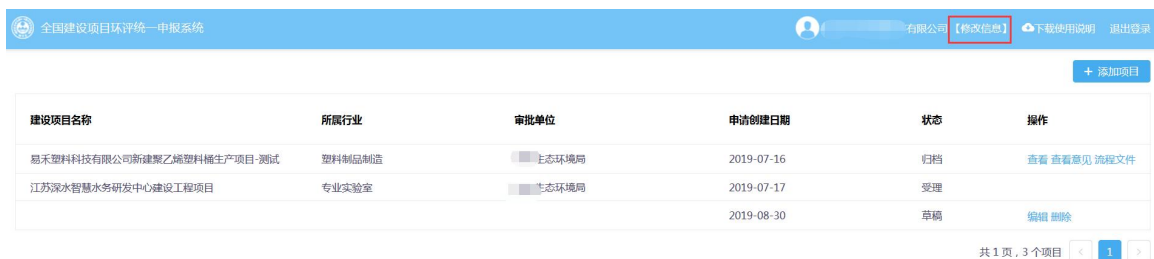 全国建设项目环评统一申报系统 有限公司【修改信息】 下载使用说明 退出登录
+ 添加项目
建设项目名称 所属行业 审批单位 申请创建日期 状态 操作
易禾塑料科技有限公司新建聚乙烯塑料桶生产项目-测试 塑料制品制造 生态环境局 2019-07-16 归档 查看 查看意见 流程文件
江苏深水智慧水务研发中心建设工程项目 专业实验室 生态环境局 2019-07-17 受理
2019-08-30 草稿 编辑 删除
共 1 页 , 3 个项目 < 1 >